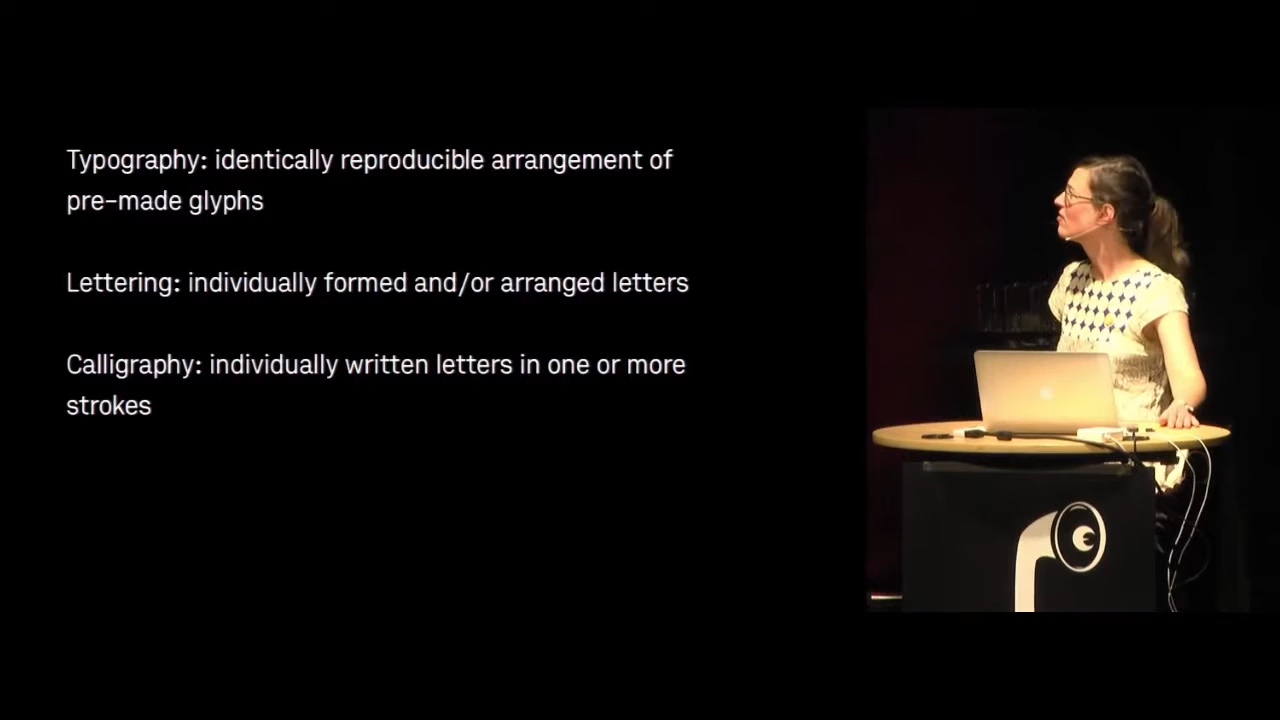 Typography: identically reproducible arrangement of
pre-made glyphs
Lettering: individually formed and/or arranged letters
Calligraphy: individually written letters in one or more
strokes